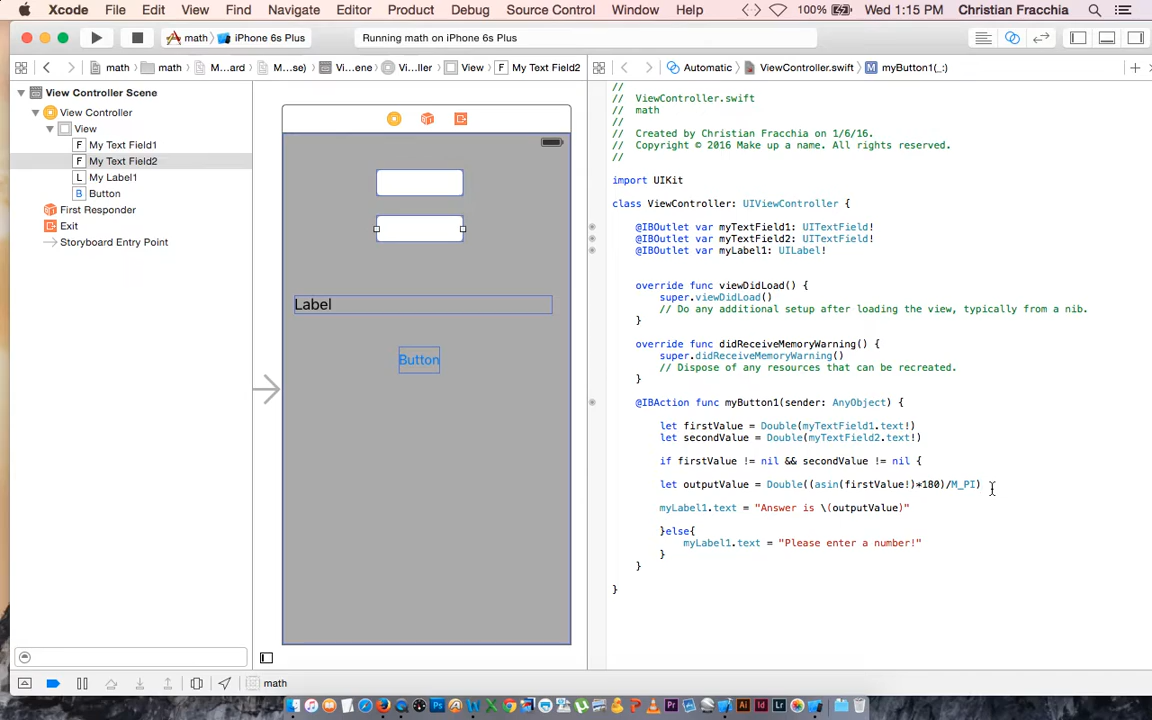 Xcode File Edit View Find Navigate Editor Product Debug Source Control Window Help 100% Wed 1:15 PM Christian Fracchia
math iPhone 6s Plus Running math on iPhone 6s Plus
math math M...ard M...se) V...ene Vi...ller View F My Text Field2 Automatic ViewController.swift myButton1(_:)
View Controller Scene
View Controller
View
F My Text Field1
F My Text Field2
L My Label1
B Button
First Responder
Exit
Storyboard Entry Point
Label
Button
//
// ViewController.swift
// math
//
// Created by Christian Fracchia on 1/6/16.
// Copyright © 2016 Make up a name. All rights reserved.
//
import UIKit
class ViewController: UIViewController {
@IBOutlet var myTextField1: UITextField!
@IBOutlet var myTextField2: UITextField!
@IBOutlet var myLabel1: UILabel!
override func viewDidLoad() {
super.viewDidLoad()
// Do any additional setup after loading the view, typically from a nib.
}
override func didReceiveMemoryWarning() {
super.didReceiveMemoryWarning()
// Dispose of any resources that can be recreated.
}
@IBAction func myButton1(sender: AnyObject) {
let firstValue = Double(myTextField1.text!)
let secondValue = Double(myTextField2.text!)
if firstValue != nil && secondValue != nil {
let outputValue = Double((asin(firstValue!)*180)/M_PI)
myLabel1.text = "Answer is \(outputValue)"
}else{
myLabel1.text = "Please enter a number!"
}
}
}
math